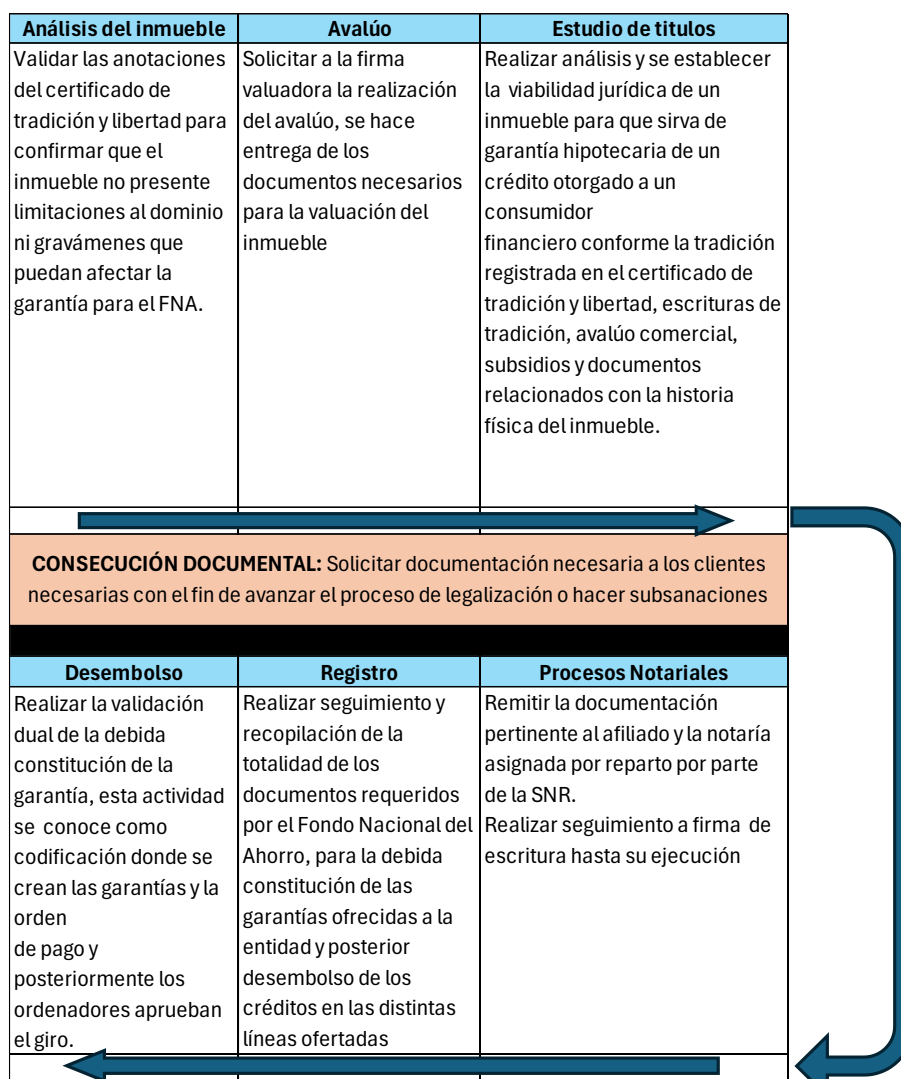 Análisis del inmueble
Validar las anotaciones
del certificado de
tradición y libertad para
confirmar que el
inmueble no presente
limitaciones al dominio
ni gravámenes que
puedan afectar la
garantía para el FNA.
Avalúo
Solicitar a la firma
valuadora la realización
del avalúo, se hace
entrega de los
documentos necesarios
para la valuación del
inmueble
Estudio de titulos
Realizar análisis y se establecer
la viabilidad jurídica de un
inmueble para que sirva de
garantía hipotecaria de un
crédito otorgado a un
consumidor
financiero conforme la tradición
registrada en el certificado de
tradición y libertad, escrituras de
tradición, avalúo comercial,
subsidios y documentos
relacionados con la historia
física del inmueble.
CONSECUCIÓN DOCUMENTAL: Solicitar documentación necesaria a los clientes
necesarias con el fin de avanzar el proceso de legalización o hacer subsanaciones
Desembolso
Realizar la validación
dual de la debida
constitución de la
garantía, esta actividad
se conoce como
codificación donde se
crean las garantías y la
orden
de pago y
posteriormente los
ordenadores aprueban
el giro.
Registro
Realizar seguimiento y
recopilación de la
totalidad de los
documentos requeridos
por el Fondo Nacional del
Ahorro, para la debida
constitución de las
garantías ofrecidas a la
entidad y posterior
desembolso de los
créditos en las distintas
líneas ofertadas
Procesos Notariales
Remitir la documentación
pertinente al afiliado y la notaría
asignada por reparto por parte
de la SNR.
Realizar seguimiento a firma de
escritura hasta su ejecución